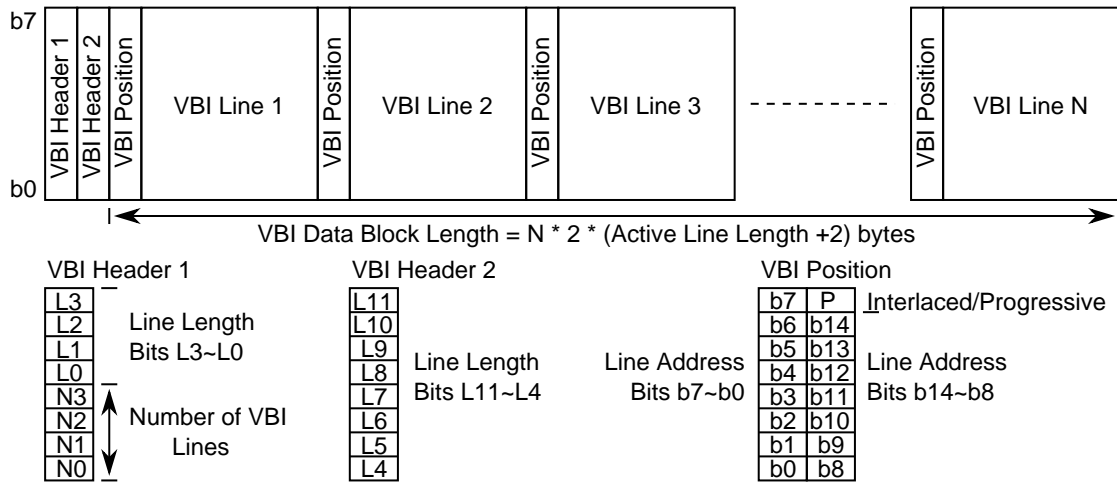 b7
b0
VBI Header 1
VBI Header 2
VBI Position
VBI Line 1
VBI Position
VBI Line 2
VBI Position
VBI Line 3
VBI Position
VBI Line N
VBI Data Block Length = N * 2 * (Active Line Length +2) bytes
VBI Header 1
L3
L2
L1
L0
N3
N2
N1
N0
Line Length
Bits L3~L0
Number of VBI
Lines
VBI Header 2
L11
L10
L9
L8
L7
L6
L5
L4
Line Length
Bits L11~L4
VBI Position
Line Address
Bits b7~b0
b7 P
b6 b14
b5 b13
b4 b12
b3 b11
b2 b10
b1 b9
b0 b8
Interlaced/Progressive
Line Address
Bits b14~b8